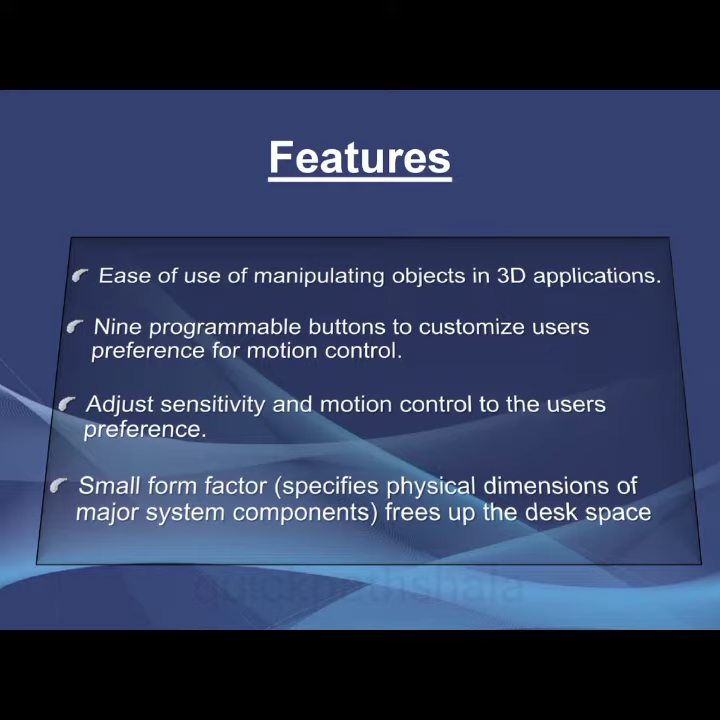 Features
Ease of use of manipulating objects in 3D applications.
Nine programmable buttons to customize users
preference for motion control.
Adjust sensitivity and motion control to the users
preference.
Small form factor (specifies physical dimensions of
major system components) frees up the desk space
quickpathshala